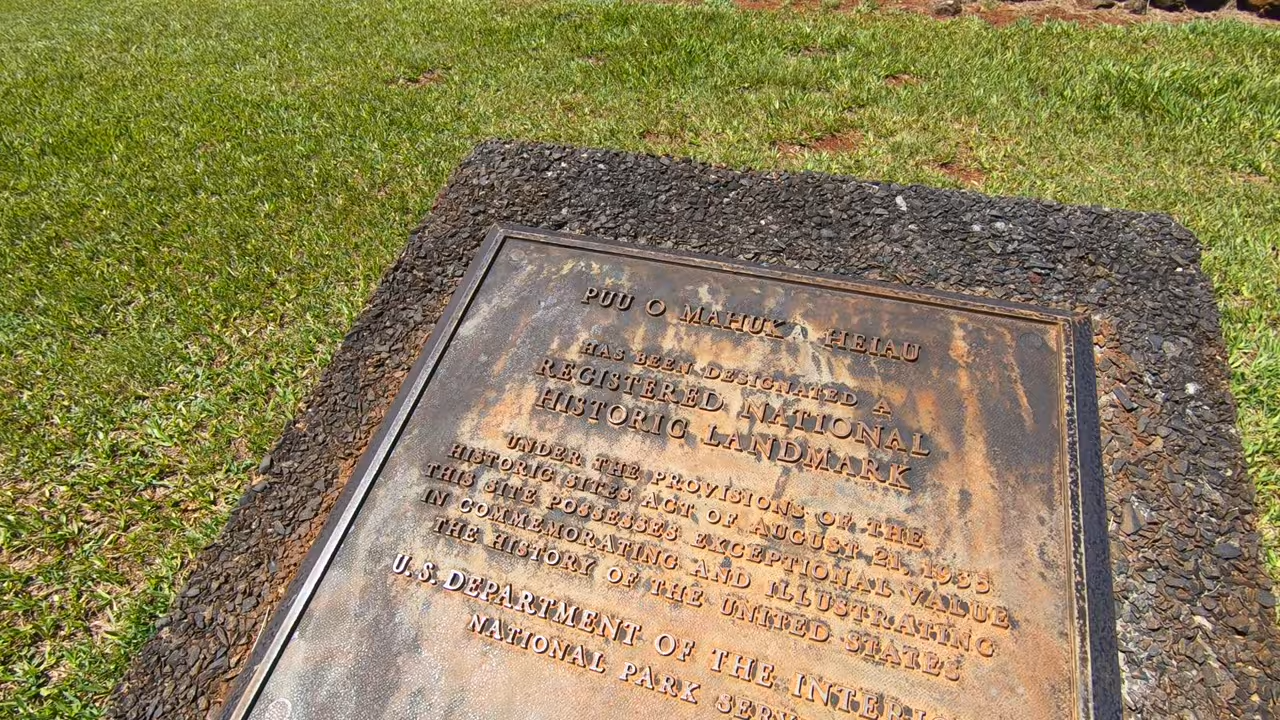 PUU O MAHUKA HEIAU
HAS BEEN DESIGNATED A
REGISTERED NATIONAL
HISTORIC LANDMARK
UNDER THE PROVISIONS OF THE
HISTORIC SITES ACT OF AUGUST 21, 1935
THIS SITE POSSESSES EXCEPTIONAL VALUE
IN COMMEMORATING AND ILLUSTRATING
THE HISTORY OF THE UNITED STATES
U.S. DEPARTMENT OF THE INTERI
NATIONAL PARK SERV